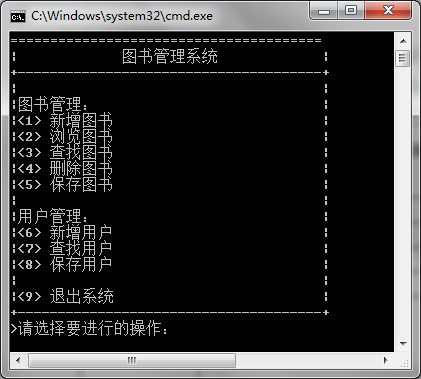 C:\Windows\system32\cmd.exe
========================================
¦ 图书管理系统 ¦
+--------------------------------------+
¦ ¦
¦图书管理: ¦
¦<1> 新增图书 ¦
¦<2> 浏览图书 ¦
¦<3> 查找图书 ¦
¦<4> 删除图书 ¦
¦<5> 保存图书 ¦
¦ ¦
¦用户管理: ¦
¦<6> 新增用户 ¦
¦<7> 查找用户 ¦
¦<8> 保存用户 ¦
¦ ¦
¦<9> 退出系统 ¦
+--------------------------------------+
>请选择要进行的操作: